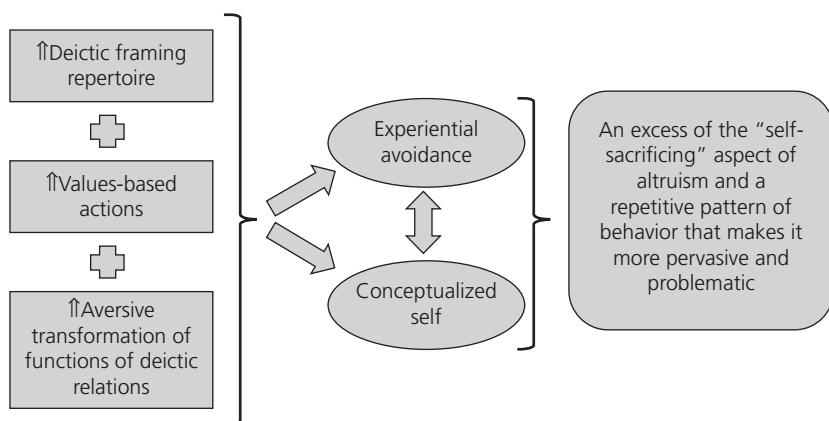 ⇑Deictic framing
repertoire
⇑Values-based
actions
⇑Aversive
transformation of
functions of deictic
relations
Experiential
avoidance
Conceptualized
self
An excess of the “self-
sacrificing” aspect of
altruism and a
repetitive pattern of
behavior that makes it
more pervasive and
problematic